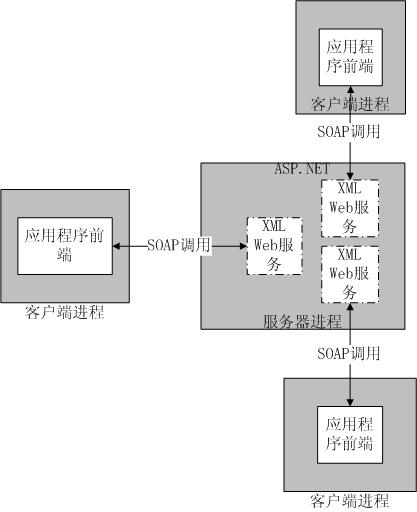 应用程
序前端
客户端进程
SOAP调用
ASP.NET
XML
Web服
务
应用程序前
端
SOAP调用
XML
Web服
务
XML
Web服
务
客户端进程
服务器进程
SOAP调用
应用程
序前端
客户端进程